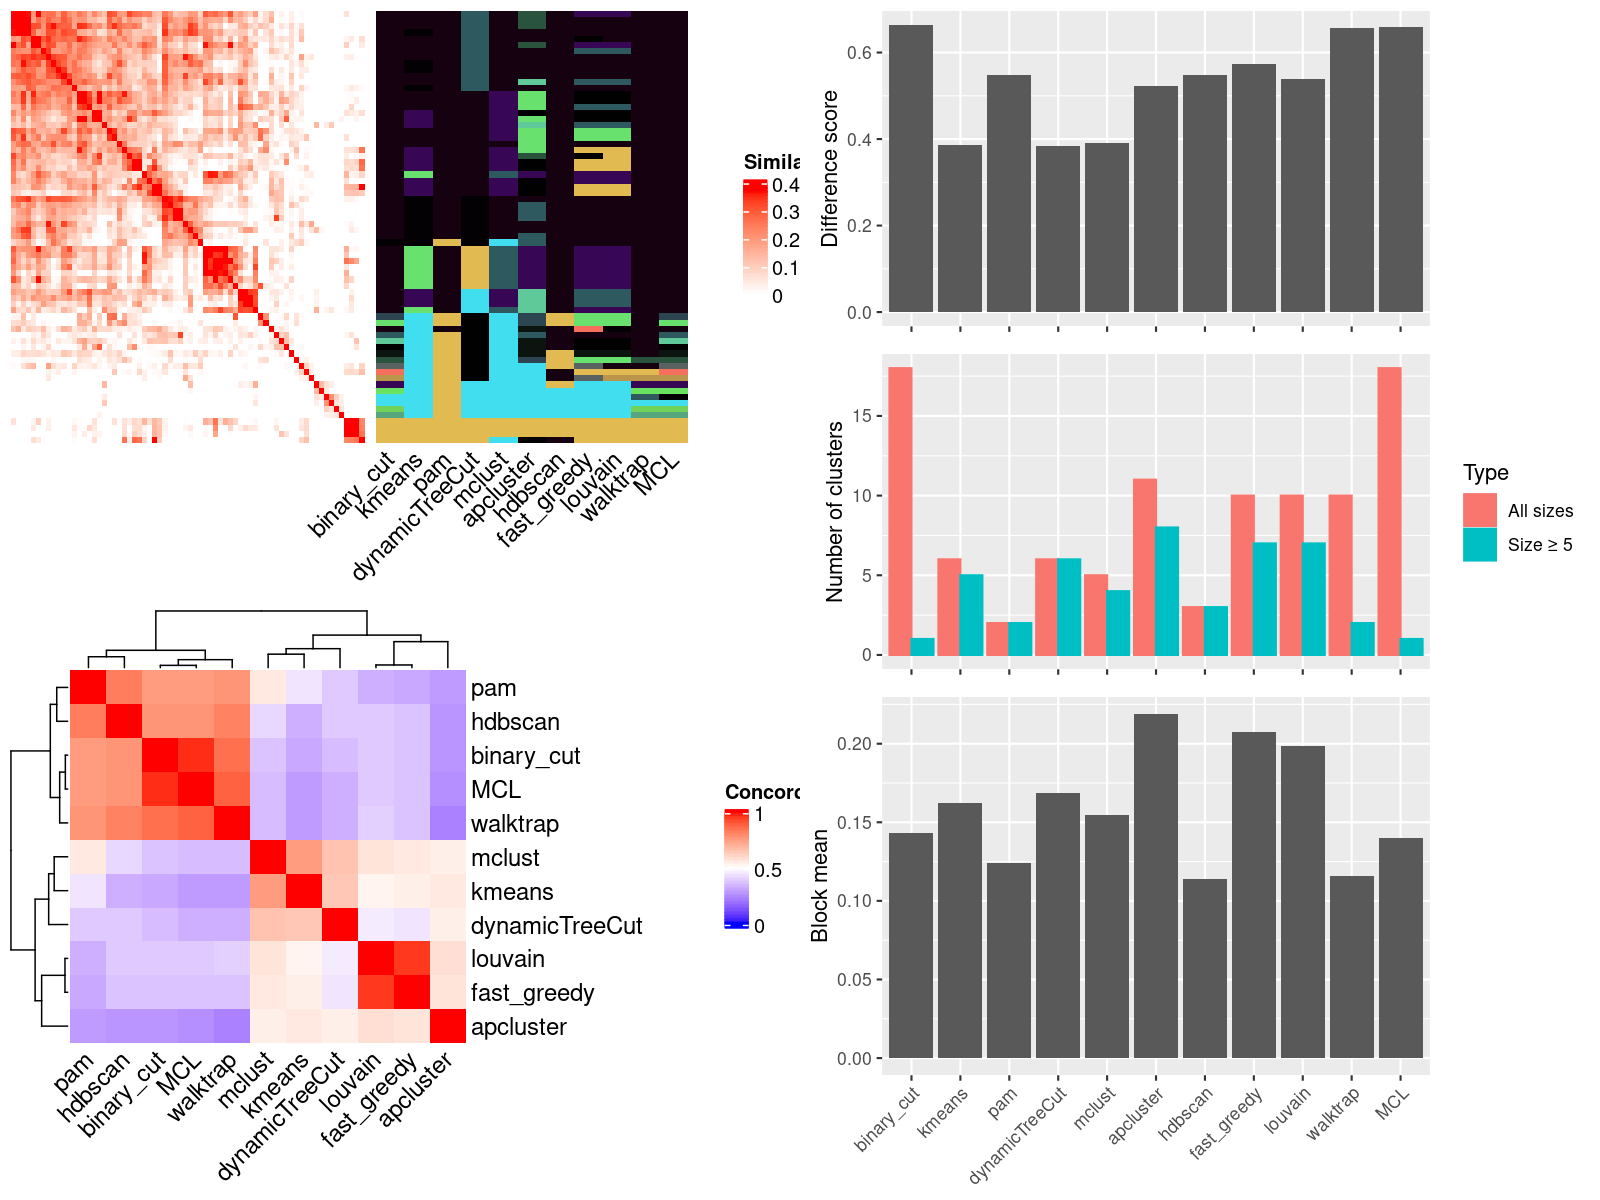 Simila
0.4
0.3
0.2
0.1
0
binary_cut
kmeans
pam
dynamicTreeCut
mclust
apcluster
hdbscan
fast_greedy
louvain
walktrap
MCL
Difference score
0.6
0.4
0.2
0.0
Number of clusters
15
10
5
0
Type
All sizes
Size ≥ 5
pam
hdbscan
binary_cut
MCL
walktrap
mclust
kmeans
dynamicTreeCut
louvain
fast_greedy
apcluster
pam
hdbscan
binary_cut
MCL
walktrap
mclust
kmeans
dynamicTreeCut
louvain
fast_greedy
apcluster
Concord
1
0.5
0
Block mean
0.20
0.15
0.10
0.05
0.00
binary_cut
kmeans
pam
dynamicTreeCut
mclust
apcluster
hdbscan
fast_greedy
louvain
walktrap
MCL